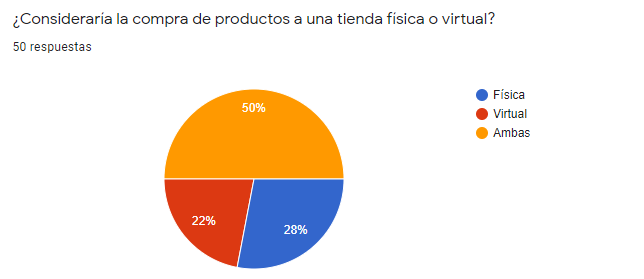 ¿Consideraría la compra de productos a una tienda física o virtual?
50 respuestas
50%
22%
28%
Física
Virtual
Ambas